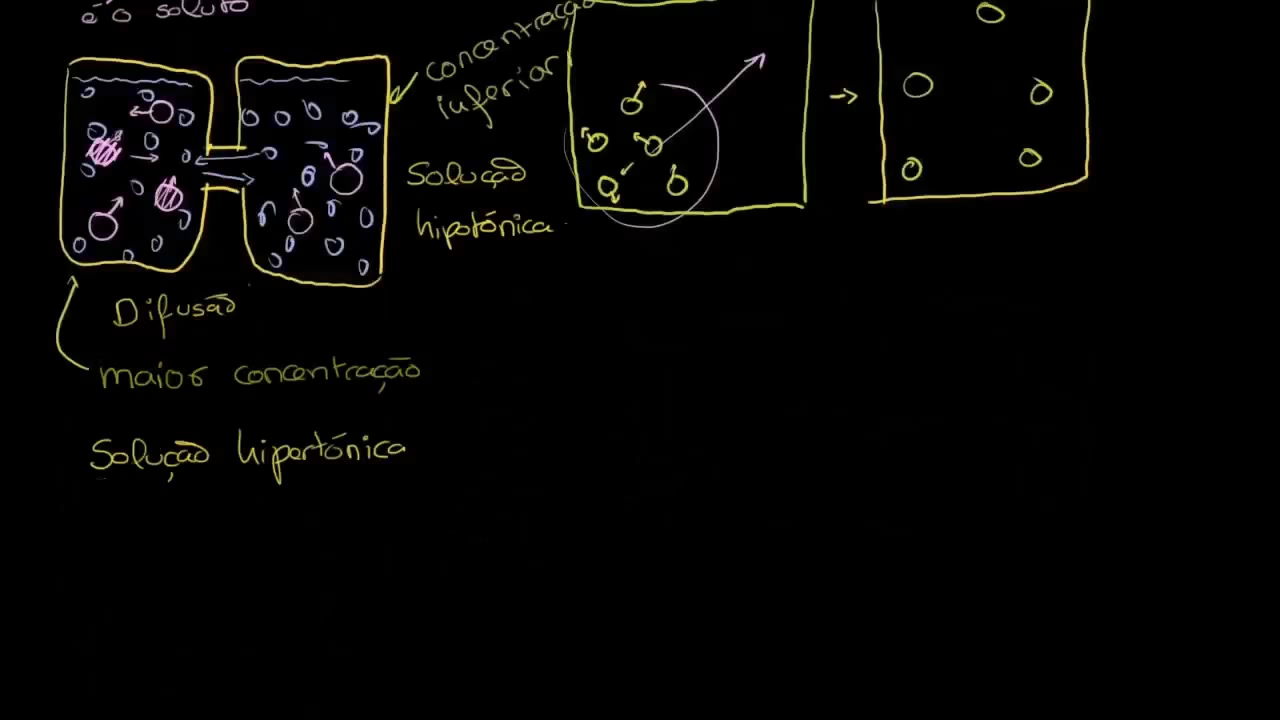 é o soluto
concentração
inferior
Solução
hipotónica
Difusão
maior concentração
Solução hipertónica